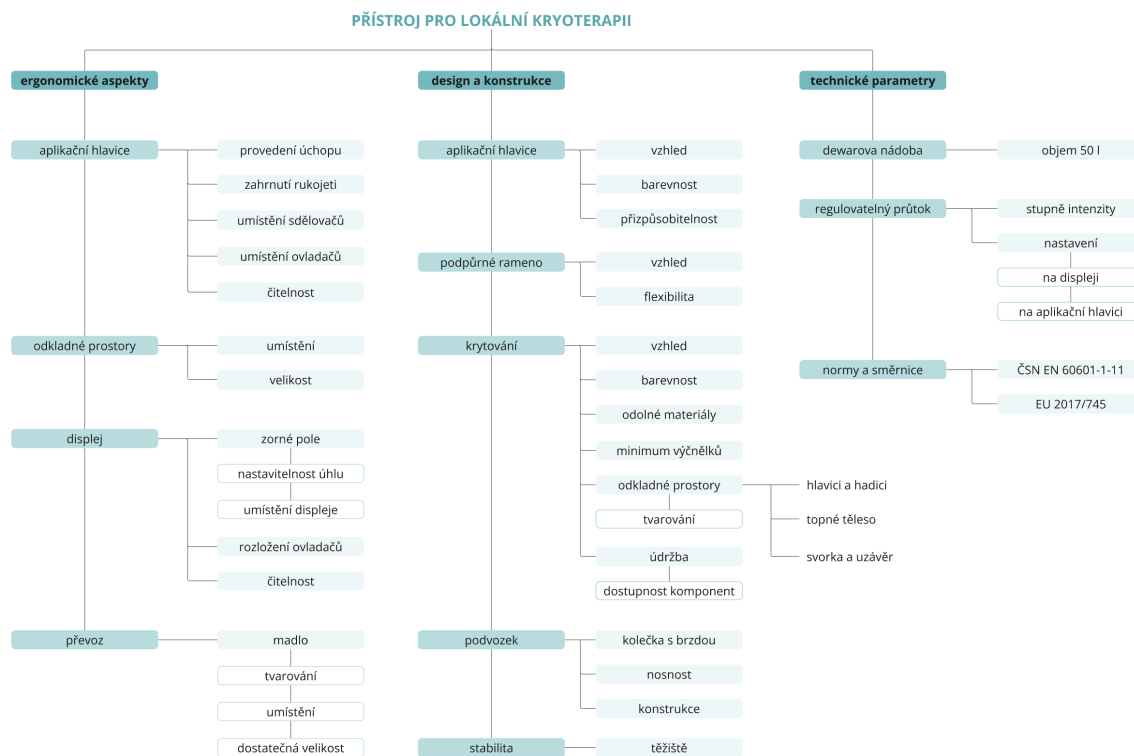 PŘÍSTROJ PRO LOKÁLNÍ KRYOTERAPII
ergonomické aspekty
aplikační hlavice
provedení úchopu
zahrnutí rukojeti
umístění sdělovačů
umístění ovladačů
čitelnost
odkladné prostory
umístění
velikost
displej
zorné pole
nastavitelnost úhlu
umístění displeje
rozložení ovladačů
čitelnost
převoz
madlo
tvarování
umístění
dostatečná velikost
design a konstrukce
aplikační hlavice
vzhled
barevnost
přizpůsobitelnost
podpůrné rameno
vzhled
flexibilita
krytování
vzhled
barevnost
odolné materiály
minimum výčnělků
odkladné prostory
tvarování
hlavici a hadici
topné těleso
svorka a uzávěr
údržba
dostupnost komponent
podvozek
kolečka s brzdou
nosnost
konstrukce
stabilita
těžiště
technické parametry
dewarova nádoba
objem 50 l
regulovatelný průtok
stupně intenzity
nastavení
na displeji
na aplikační hlavici
normy a směrnice
ČSN EN 60601-1-11
EU 2017/745